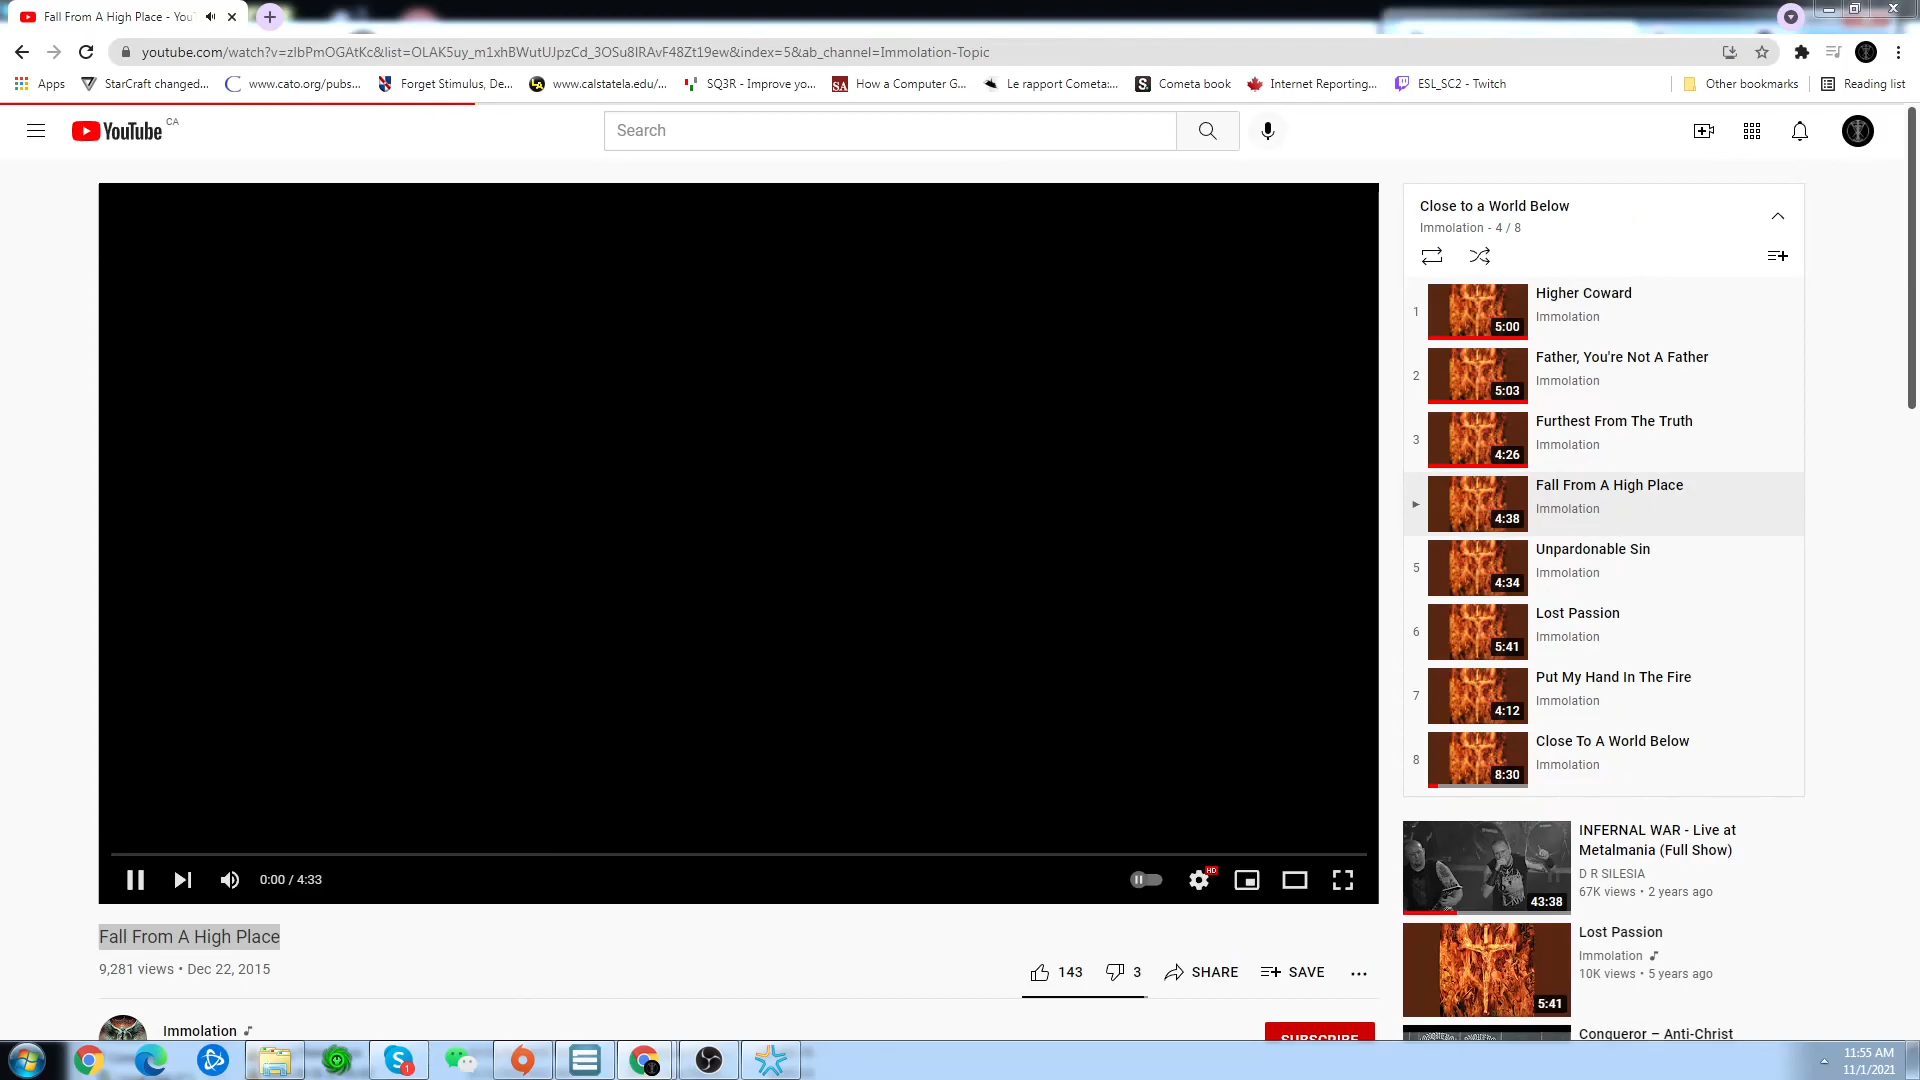 Fall From A High Place - You
youtube.com/watch?v=zlbPmOGAtKc&list=OLAK5uy_m1xhBWutUJpzCd_3OSu8lRAvF48Zt19ew&index=5&ab_channel=Immolation-Topic
Apps
StarCraft changed...
www.cato.org/pubs...
Forget Stimulus, De...
www.calstatela.edu/...
SQ3R - Improve yo...
How a Computer G...
Le rapport Cometa:...
Cometa book
Internet Reporting...
ESL_SC2 - Twitch
Other bookmarks
Reading list
YouTube CA
Search
Close to a World Below
Immolation - 4 / 8
1
5:00
Higher Coward
Immolation
2
5:03
Father, You're Not A Father
Immolation
3
4:26
Furthest From The Truth
Immolation
4:38
Fall From A High Place
Immolation
5
4:34
Unpardonable Sin
Immolation
6
5:41
Lost Passion
Immolation
7
4:12
Put My Hand In The Fire
Immolation
8
8:30
Close To A World Below
Immolation
0:00 / 4:33
HD
Fall From A High Place
9,281 views • Dec 22, 2015
143
3
SHARE
SAVE
Immolation
SUBSCRIBE
43:38
INFERNAL WAR - Live at
Metalmania (Full Show)
D R SILESIA
67K views • 2 years ago
5:41
Lost Passion
Immolation
10K views • 5 years ago
Conqueror – Anti-Christ
1
11:55 AM
11/1/2021